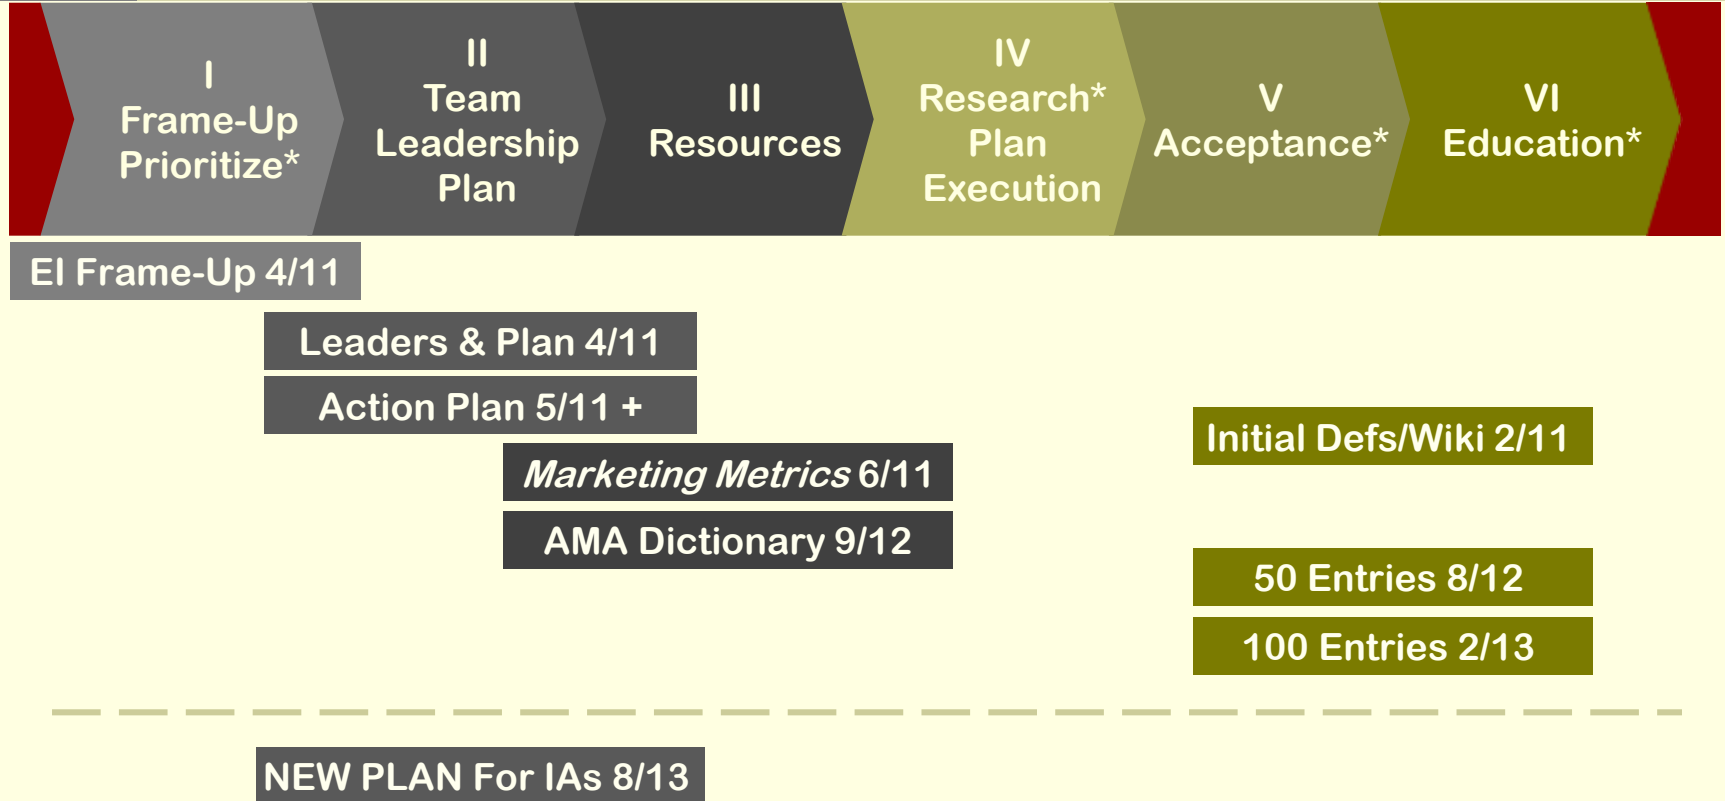 I
Frame-Up
Prioritize*
II
Team
Leadership
Plan
III
Resources
IV
Research*
Plan
Execution
V
Acceptance*
VI
Education*
EI Frame-Up 4/11
Leaders & Plan 4/11
Action Plan 5/11 +
Initial Defs/Wiki 2/11
Marketing Metrics 6/11
AMA Dictionary 9/12
50 Entries 8/12
100 Entries 2/13
NEW PLAN For IAs 8/13